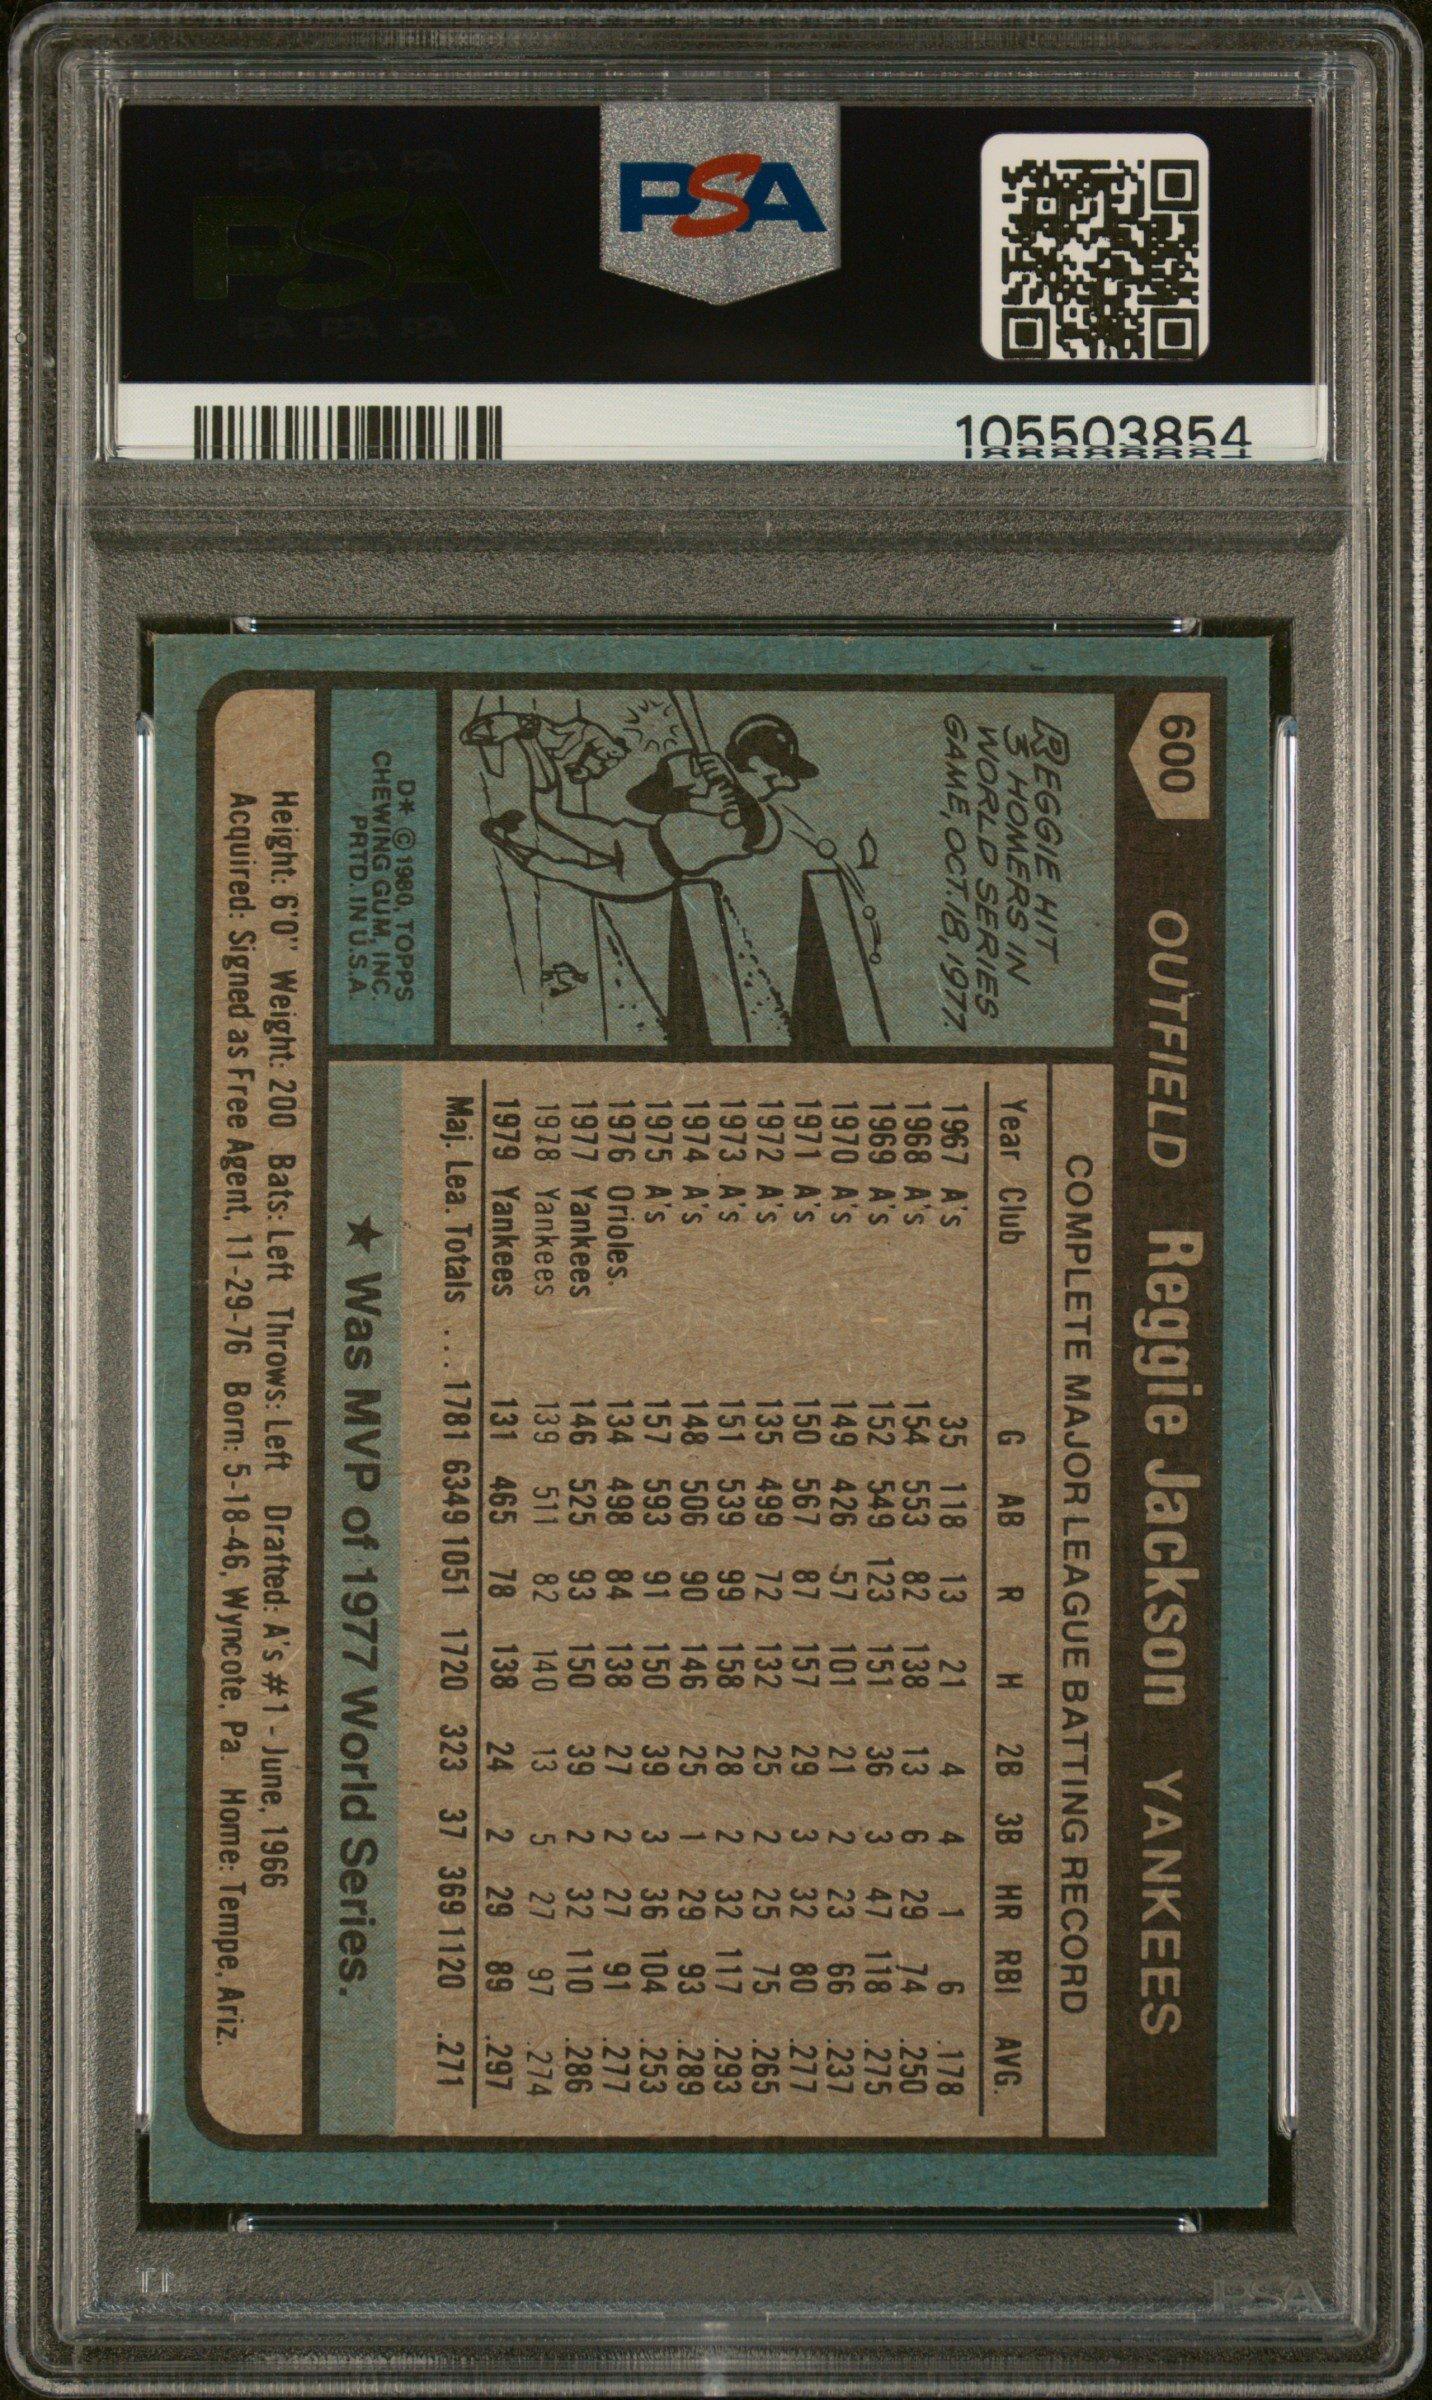 PSA PSA PSA
PSA
PSA PSA PSA
PSA
105503854
600 OUTFIELD Reggie Jackson YANKEES
REGGIE HIT
3 HOMERS IN
WORLD SERIES
GAME, OCT. 18, 1977.
D* © 1980, TOPPS
CHEWING GUM, INC.
PRTD. IN U.S.A.
COMPLETE MAJOR LEAGUE BATTING RECORD
Year Club G AB R H 2B 3B HR RBI AVG.
1967 A's 35 118 13 21 4 4 1 6 .178
1968 A's 154 553 82 138 13 6 29 74 .250
1969 A's 152 549 123 151 36 3 47 118 .275
1970 A's 149 426 57 101 21 2 23 66 .237
1971 A's 150 567 87 157 29 3 32 80 .277
1972 A's 135 499 72 132 25 2 25 75 .265
1973 A's 151 539 99 158 28 2 32 117 .293
1974 A's 148 506 90 146 25 1 29 93 .289
1975 A's 157 593 91 150 39 3 36 104 .253
1976 Orioles. 134 498 84 138 27 2 27 91 .277
1977 Yankees 146 525 93 150 39 2 32 110 .286
1978 Yankees 139 511 82 140 13 5 27 97 .274
1979 Yankees 131 465 78 138 24 2 29 89 .297
Maj. Lea. Totals ... 1781 6349 1051 1720 323 37 369 1120 .271
★ Was MVP of 1977 World Series.
Height: 6'0" Weight: 200 Bats: Left Throws: Left Drafted: A's #1 - June, 1966
Acquired: Signed as Free Agent, 11-29-76 Born: 5-18-46, Wyncote, Pa. Home: Tempe, Ariz.
PSA